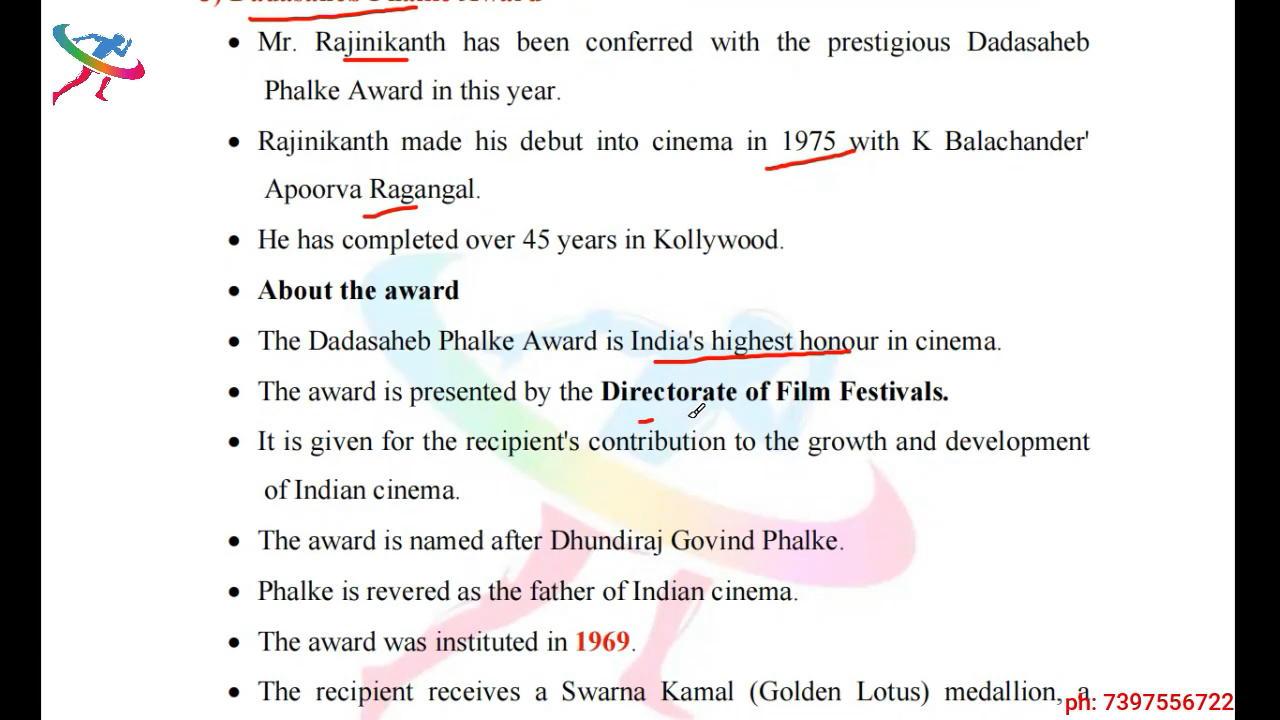 Mr. Rajinikanth has been conferred with the prestigious Dadasaheb
Phalke Award in this year.
Rajinikanth made his debut into cinema in 1975 with K Balachander'
Apoorva Ragangal.
He has completed over 45 years in Kollywood.
About the award
The Dadasaheb Phalke Award is India's highest honour in cinema.
The award is presented by the Directorate of Film Festivals.
It is given for the recipient's contribution to the growth and development
of Indian cinema.
The award is named after Dhundiraj Govind Phalke.
Phalke is revered as the father of Indian cinema.
The award was instituted in 1969.
The recipient receives a Swarna Kamal (Golden Lotus) medallion, a
ph: 7397556722